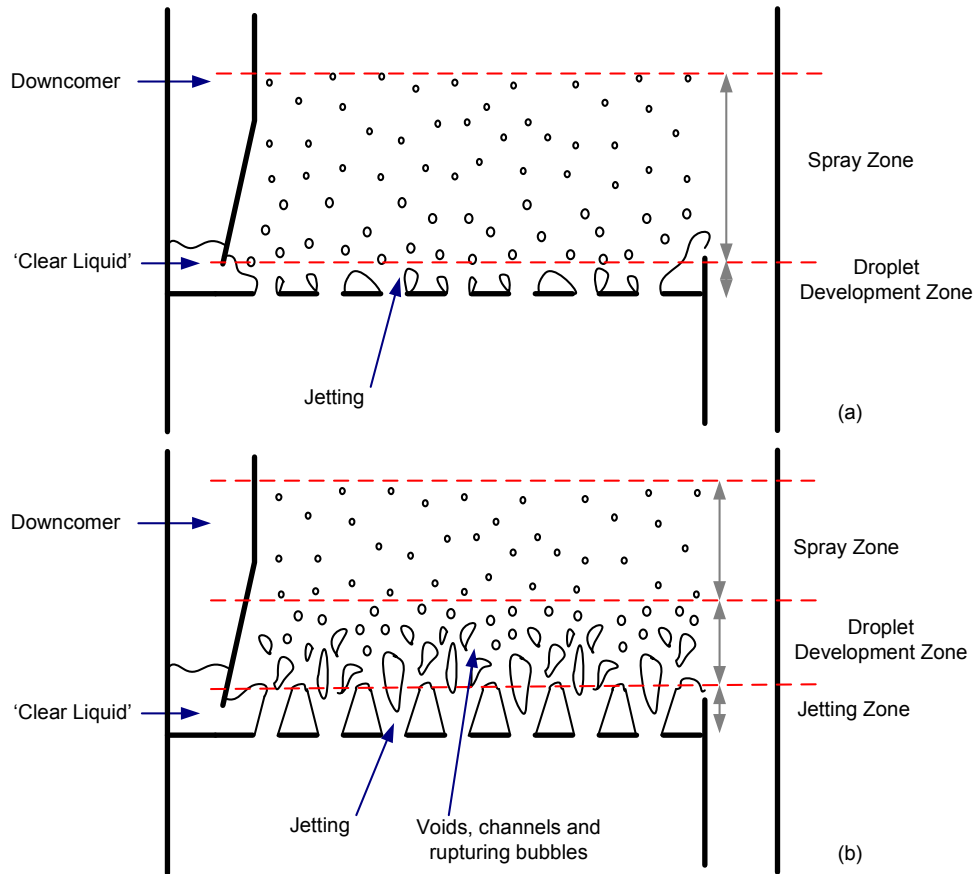 Downcomer
Spray Zone
‘Clear Liquid’
Droplet
Development Zone
Jetting
(a)
Downcomer
Spray Zone
Droplet
Development Zone
‘Clear Liquid’
Jetting Zone
Jetting
Voids, channels and
rupturing bubbles
(b)